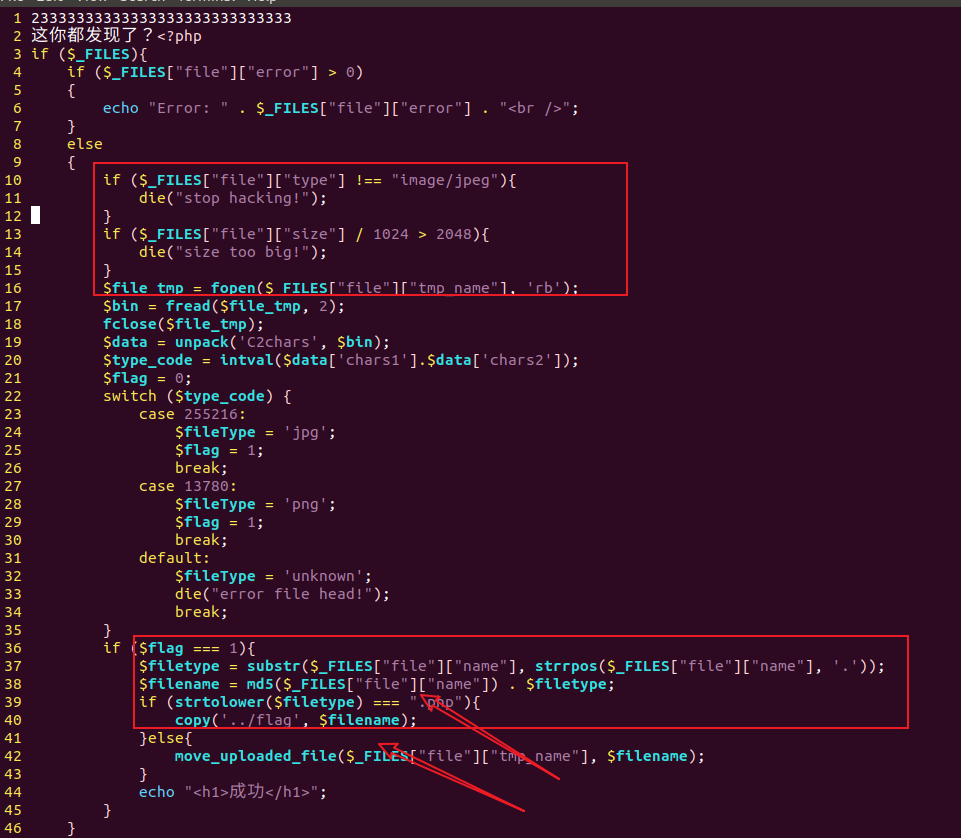 1 23333333333333333333333333333
2 这你都发现了？<?php
3 if ($_FILES){
4     if ($_FILES["file"]["error"] > 0)
5     {
6         echo "Error: " . $_FILES["file"]["error"] . "<br />";
7     }
8     else
9     {
10         if ($_FILES["file"]["type"] !== "image/jpeg"){
11             die("stop hacking!");
12         }
13         if ($_FILES["file"]["size"] / 1024 > 2048){
14             die("size too big!");
15         }
16         $file_tmp = fopen($_FILES["file"]["tmp_name"], 'rb');
17         $bin = fread($file_tmp, 2);
18         fclose($file_tmp);
19         $data = unpack('C2chars', $bin);
20         $type_code = intval($data['chars1'].$data['chars2']);
21         $flag = 0;
22         switch ($type_code) {
23             case 255216:
24                 $fileType = 'jpg';
25                 $flag = 1;
26                 break;
27             case 13780:
28                 $fileType = 'png';
29                 $flag = 1;
30                 break;
31             default:
32                 $fileType = 'unknown';
33                 die("error file head!");
34                 break;
35         }
36         if ($flag === 1){
37             $filetype = substr($_FILES["file"]["name"], strrpos($_FILES["file"]["name"], '.'));
38             $filename = md5($_FILES["file"]["name"]) . $filetype;
39             if (strtolower($filetype) === ".php"){
40                 copy('../flag', $filename);
41             }else{
42                 move_uploaded_file($_FILES["file"]["tmp_name"], $filename);
43             }
44             echo "<h1>成功</h1>";
45         }
46     }